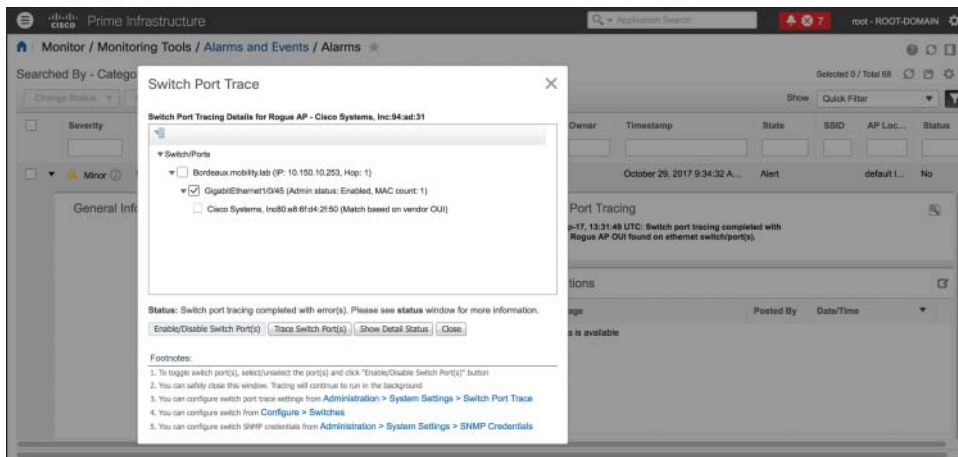 cisco Prime Infrastructure
Application Search
7
root - ROOT-DOMAIN
Monitor / Monitoring Tools / Alarms and Events / Alarms
Searched By - Catego
Selected 0 / Total 68
Change Status
Show Quick Filter
Severity
Owner Timestamp State SSID AP Loc... Status
Minor
October 29, 2017 9:34:32 A... Alert default l... No
General Info
Port Tracing
p-17, 13:31:49 UTC: Switch port tracing completed with
Rogue AP OUI found on ethernet switch/port(s).
tions
age Posted By Date/Time
a is available
Switch Port Trace
Switch Port Tracing Details for Rogue AP - Cisco Systems, Inc:94:ad:31
Switch/Ports
Bordeaux.mobility.lab (IP: 10.150.10.253, Hop: 1)
GigabitEthernet1/0/45 (Admin status: Enabled, MAC count: 1)
Cisco Systems, Inc80:e8:6f:d4:2f:50 (Match based on vendor OUI)
Status: Switch port tracing completed with error(s). Please see status window for more information.
Enable/Disable Switch Port(s) Trace Switch Port(s) Show Detail Status Close
Footnotes:
1. To toggle switch port(s), select/unselect the port(s) and click "Enable/Disable Switch Port(s)" button
2. You can safely close this window. Tracing will continue to run in the background
3. You can configure switch port trace settings from Administration > System Settings > Switch Port Trace
4. You can configure switch from Configure > Switches
5. You can configure switch SNMP credentials from Administration > System Settings > SNMP Credentials